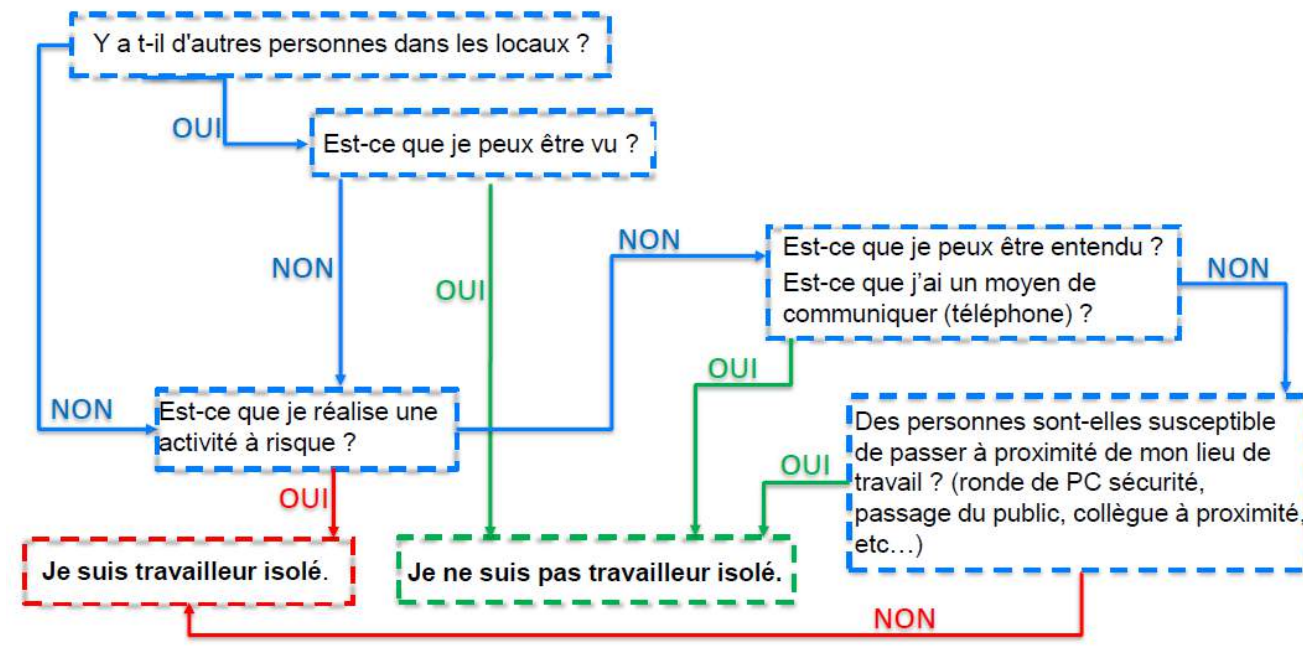 Y a t-il d'autres personnes dans les locaux ?
OUI
Est-ce que je peux être vu ?
NON
OUI
NON
Est-ce que je peux être entendu ?
Est-ce que j'ai un moyen de
communiquer (téléphone) ?
NON
OUI
NON
Est-ce que je réalise une
activité à risque ?
OUI
Des personnes sont-elles susceptible
de passer à proximité de mon lieu de
travail ? (ronde de PC sécurité,
passage du public, collègue à proximité,
etc…)
OUI
Je suis travailleur isolé.
Je ne suis pas travailleur isolé.
NON